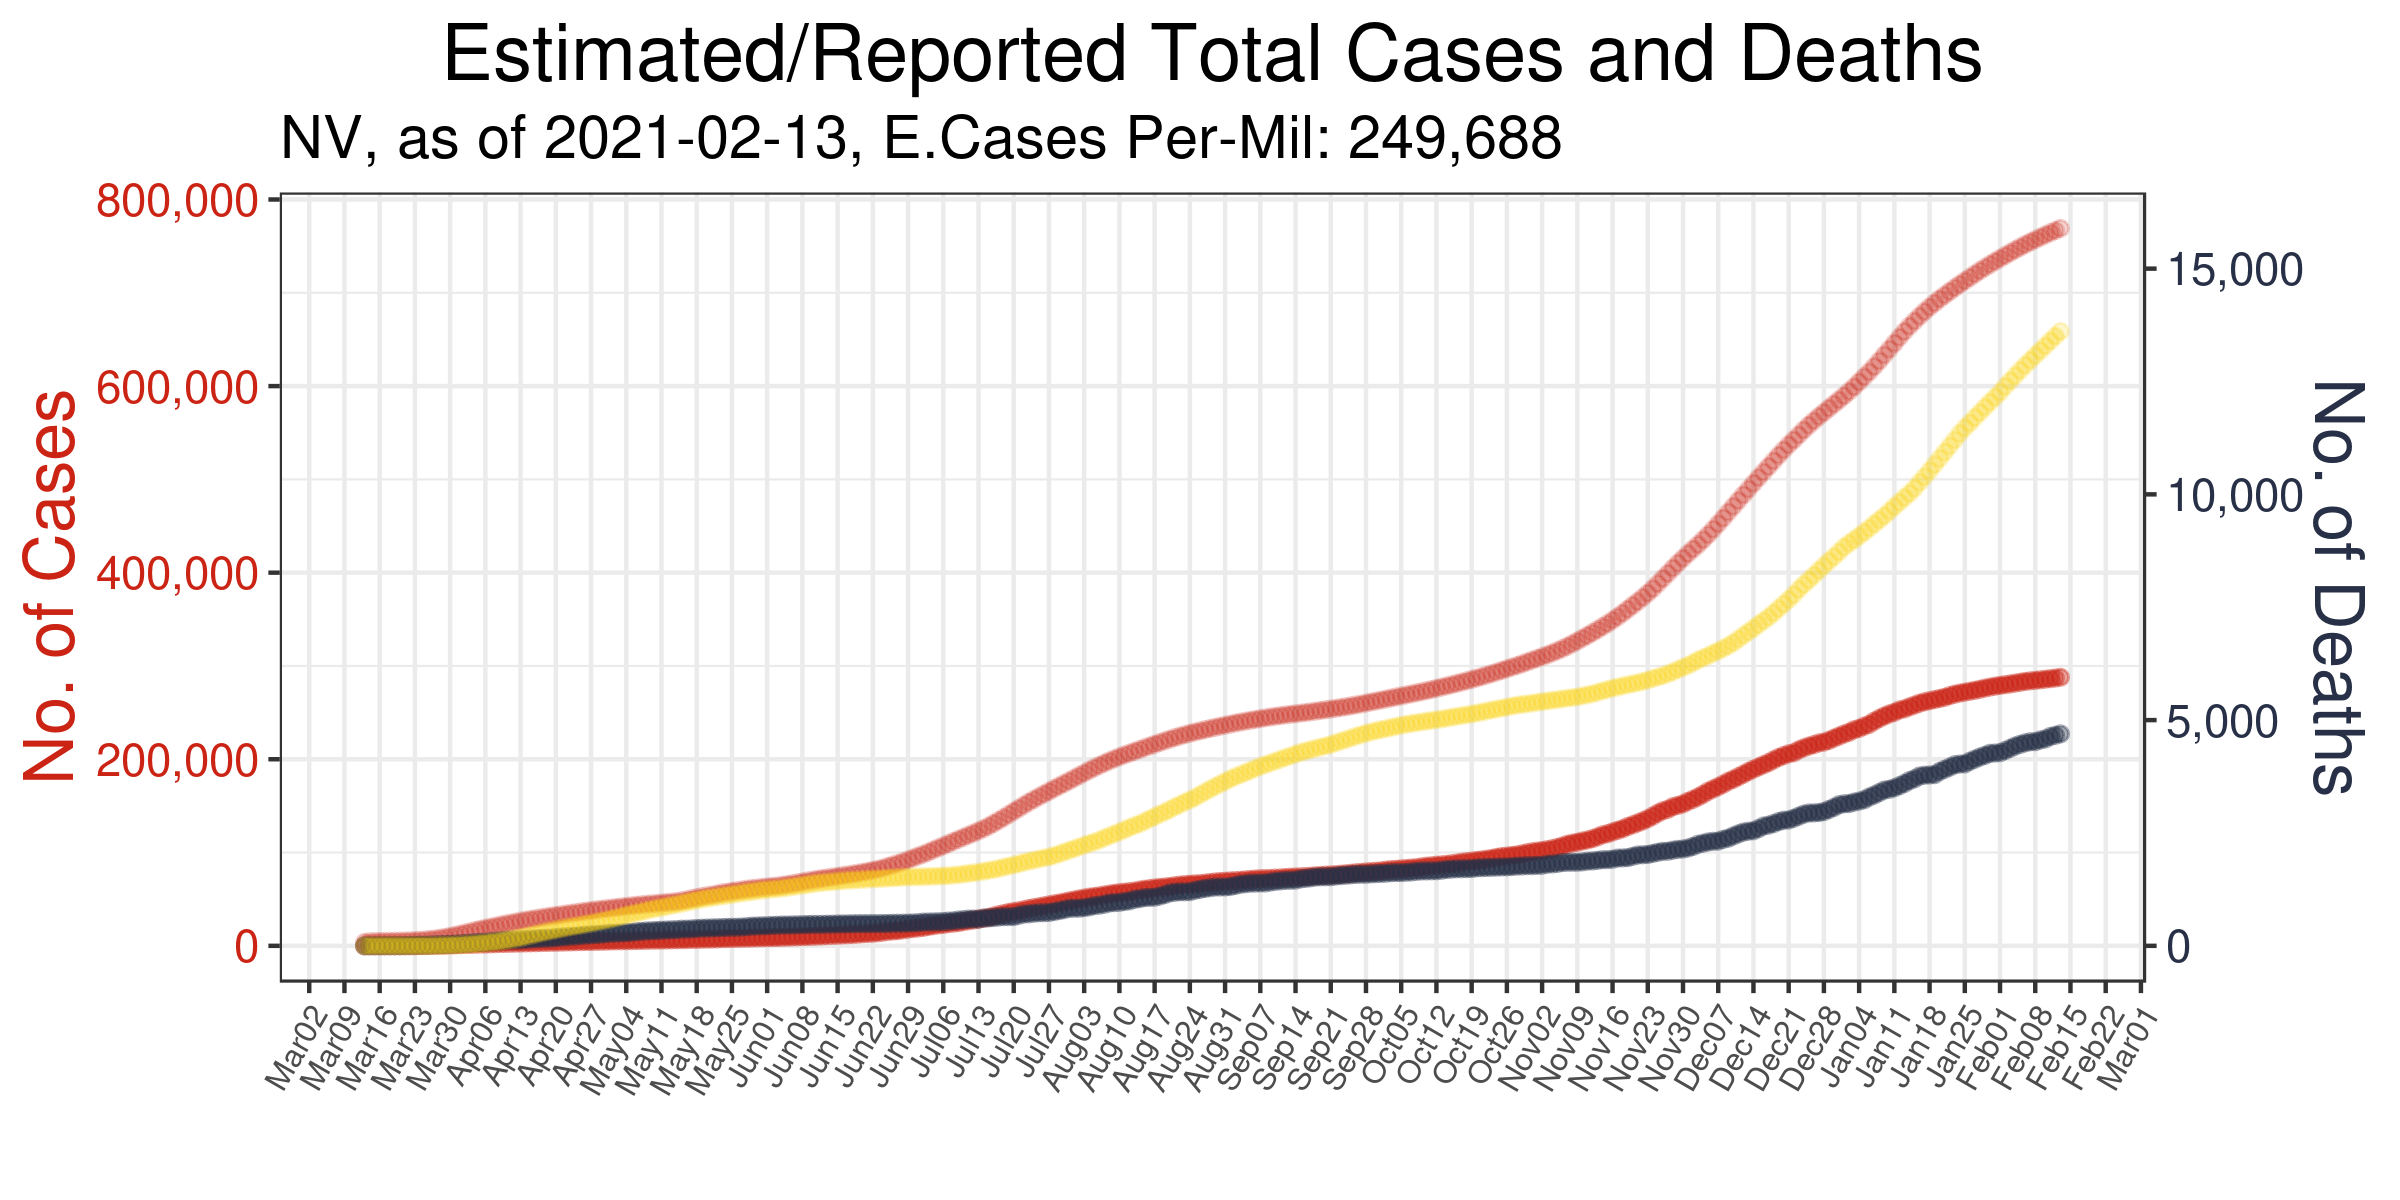 Estimated/Reported Total Cases and Deaths
NV, as of 2021-02-13, E.Cases Per-Mil: 249,688
No. of Cases
800,000
600,000
400,000
200,000
0
15,000
10,000
5,000
0
No. of Deaths
Mar02
Mar09
Mar16
Mar23
Mar30
Apr06
Apr13
Apr20
Apr27
May04
May11
May18
May25
Jun01
Jun08
Jun15
Jun22
Jun29
Jul06
Jul13
Jul20
Jul27
Aug03
Aug10
Aug17
Aug24
Aug31
Sep07
Sep14
Sep21
Sep28
Oct05
Oct12
Oct19
Oct26
Nov02
Nov09
Nov16
Nov23
Nov30
Dec07
Dec14
Dec21
Dec28
Jan04
Jan11
Jan18
Jan25
Feb01
Feb08
Feb15
Feb22
Mar01